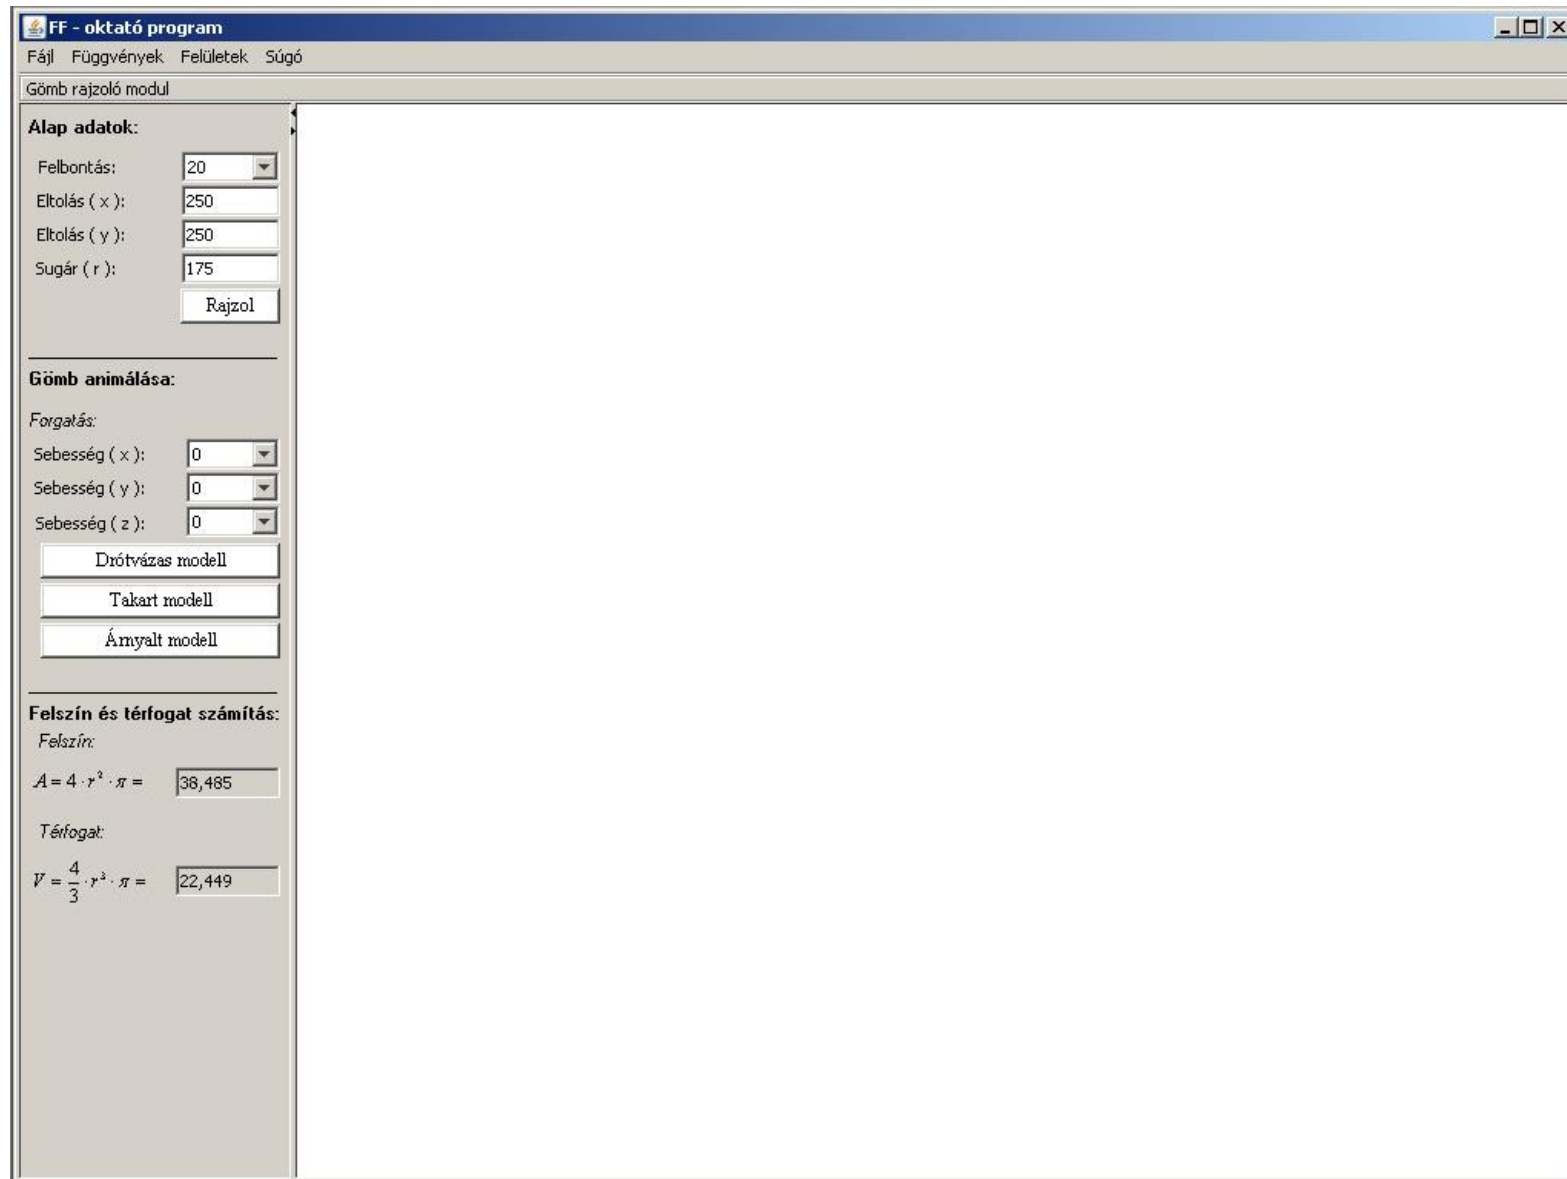 FF - oktató program
Fájl Függvények Felületek Súgó
Gömb rajzoló modul
Alap adatok:
Felbontás: 20
Eltolás ( x ): 250
Eltolás ( y ): 250
Sugár ( r ): 175
Rajzol
Gömb animálása:
Forgatás:
Sebesség ( x ): 0
Sebesség ( y ): 0
Sebesség ( z ): 0
Drótvázas modell
Takart modell
Árnyalt modell
Felszín és térfogat számítás:
Felszín:
A = 4 · r² · π = 38,485
Térfogat:
V = 4/3 · r³ · π = 22,449